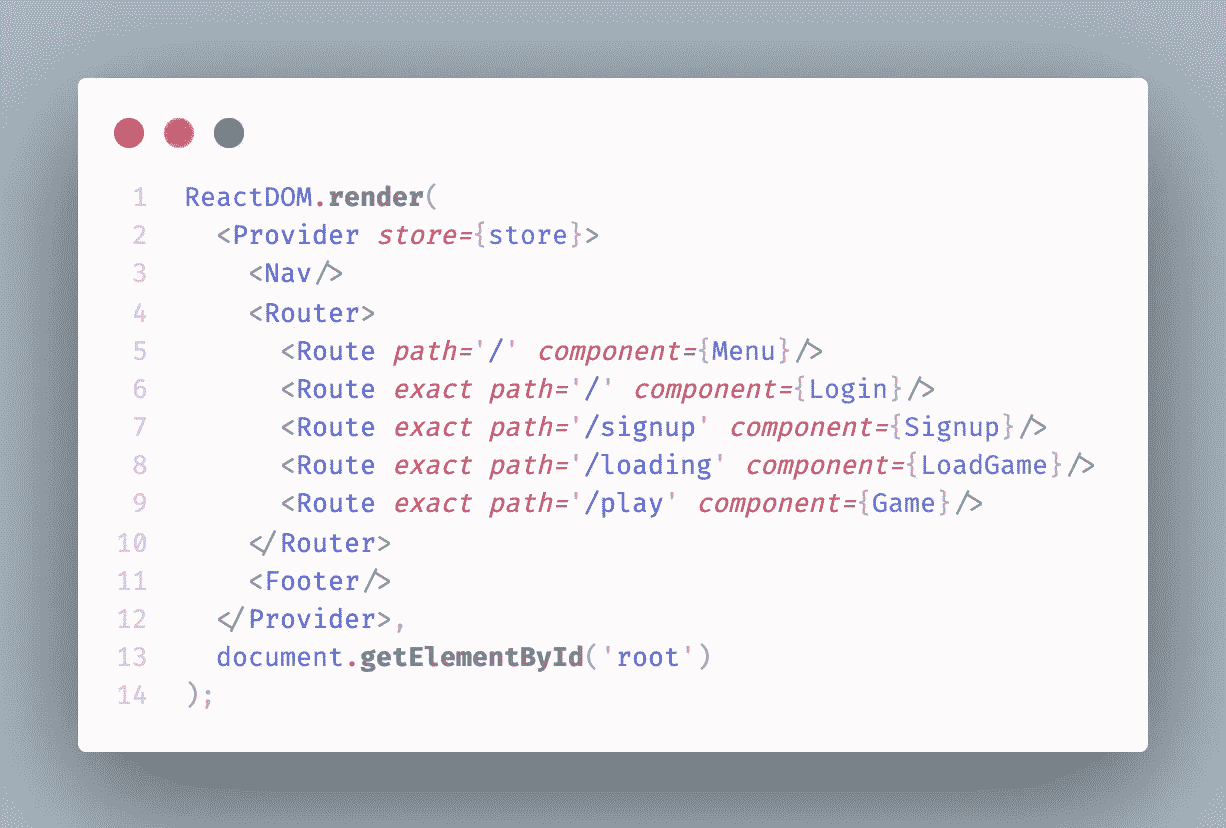 1 ReactDOM.render(
2 <Provider store={store}>
3 <Nav/>
4 <Router>
5 <Route path='/' component={Menu}/>
6 <Route exact path='/' component={Login}/>
7 <Route exact path='/signup' component={Signup}/>
8 <Route exact path='/loading' component={LoadGame}/>
9 <Route exact path='/play' component={Game}/>
10 </Router>
11 <Footer/>
12 </Provider>,
13 document.getElementById('root')
14 );